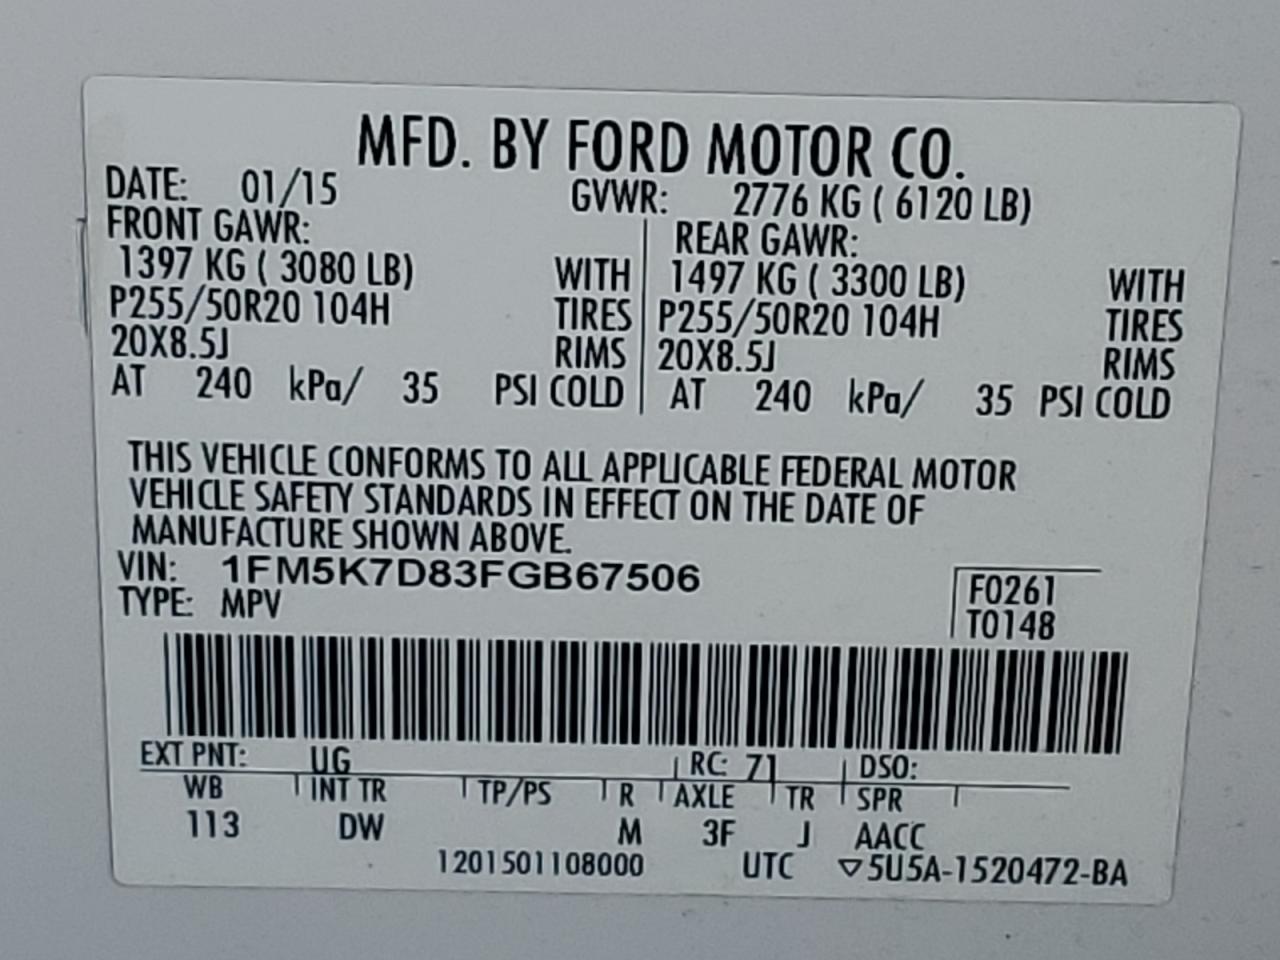 MFD. BY FORD MOTOR CO.
DATE: 01/15 GVWR: 2776 KG ( 6120 LB)
FRONT GAWR: REAR GAWR:
1397 KG ( 3080 LB) WITH 1497 KG ( 3300 LB) WITH
P255/50R20 104H TIRES P255/50R20 104H TIRES
20X8.5J RIMS 20X8.5J RIMS
AT 240 kPa/ 35 PSI COLD AT 240 kPa/ 35 PSI COLD
THIS VEHICLE CONFORMS TO ALL APPLICABLE FEDERAL MOTOR
VEHICLE SAFETY STANDARDS IN EFFECT ON THE DATE OF
MANUFACTURE SHOWN ABOVE.
VIN: 1FM5K7D83FGB67506
TYPE: MPV
F0261
T0148
EXT PNT: UG RC: 71 DSO:
WB INT TR TP/PS R AXLE TR SPR
113 DW M 3F J AACC
1201501108000 UTC ▽5U5A-1520472-BA